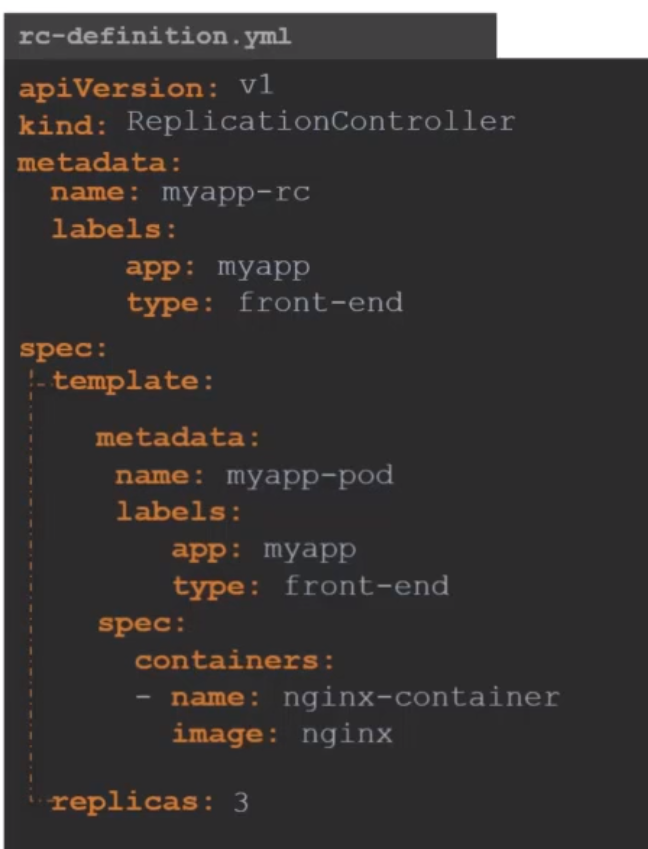 rc-definition.yml
apiVersion: v1
kind: ReplicationController
metadata:
  name: myapp-rc
  labels:
      app: myapp
      type: front-end
spec:
  template:
    metadata:
     name: myapp-pod
     labels:
        app: myapp
        type: front-end
    spec:
      containers:
      - name: nginx-container
        image: nginx
  replicas: 3